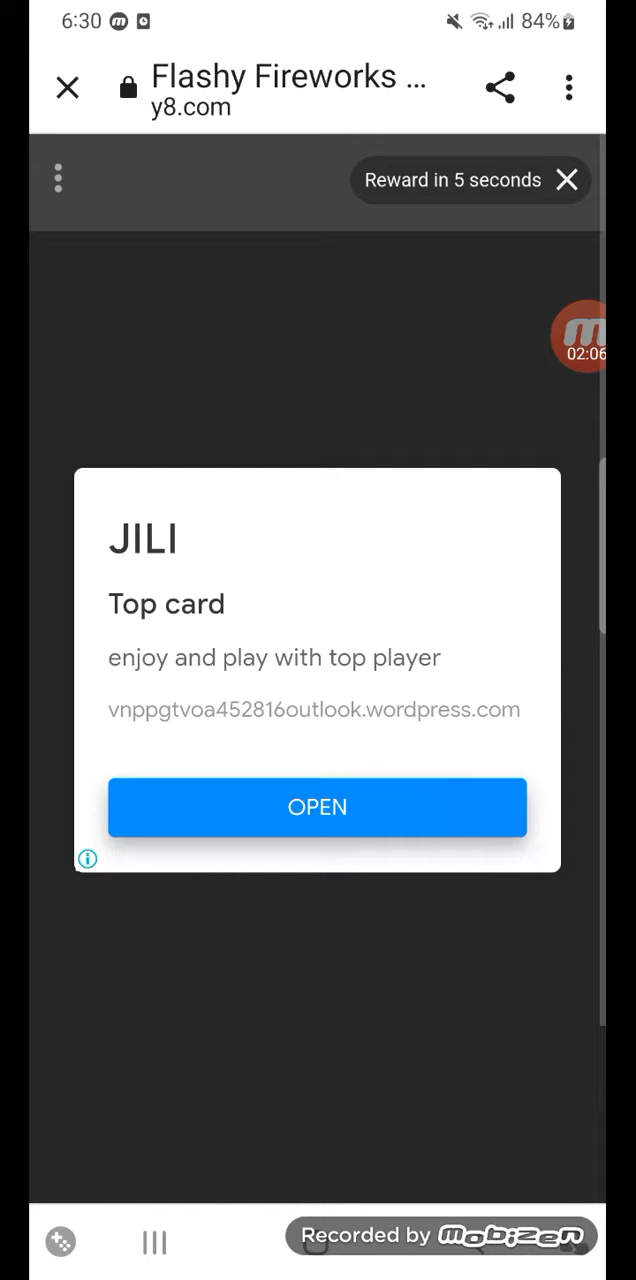 6:30
84%
Flashy Fireworks ...
y8.com
Reward in 5 seconds
02:06
JILI
Top card
enjoy and play with top player
vnppgtvoa452816outlook.wordpress.com
OPEN
Recorded by mobizen